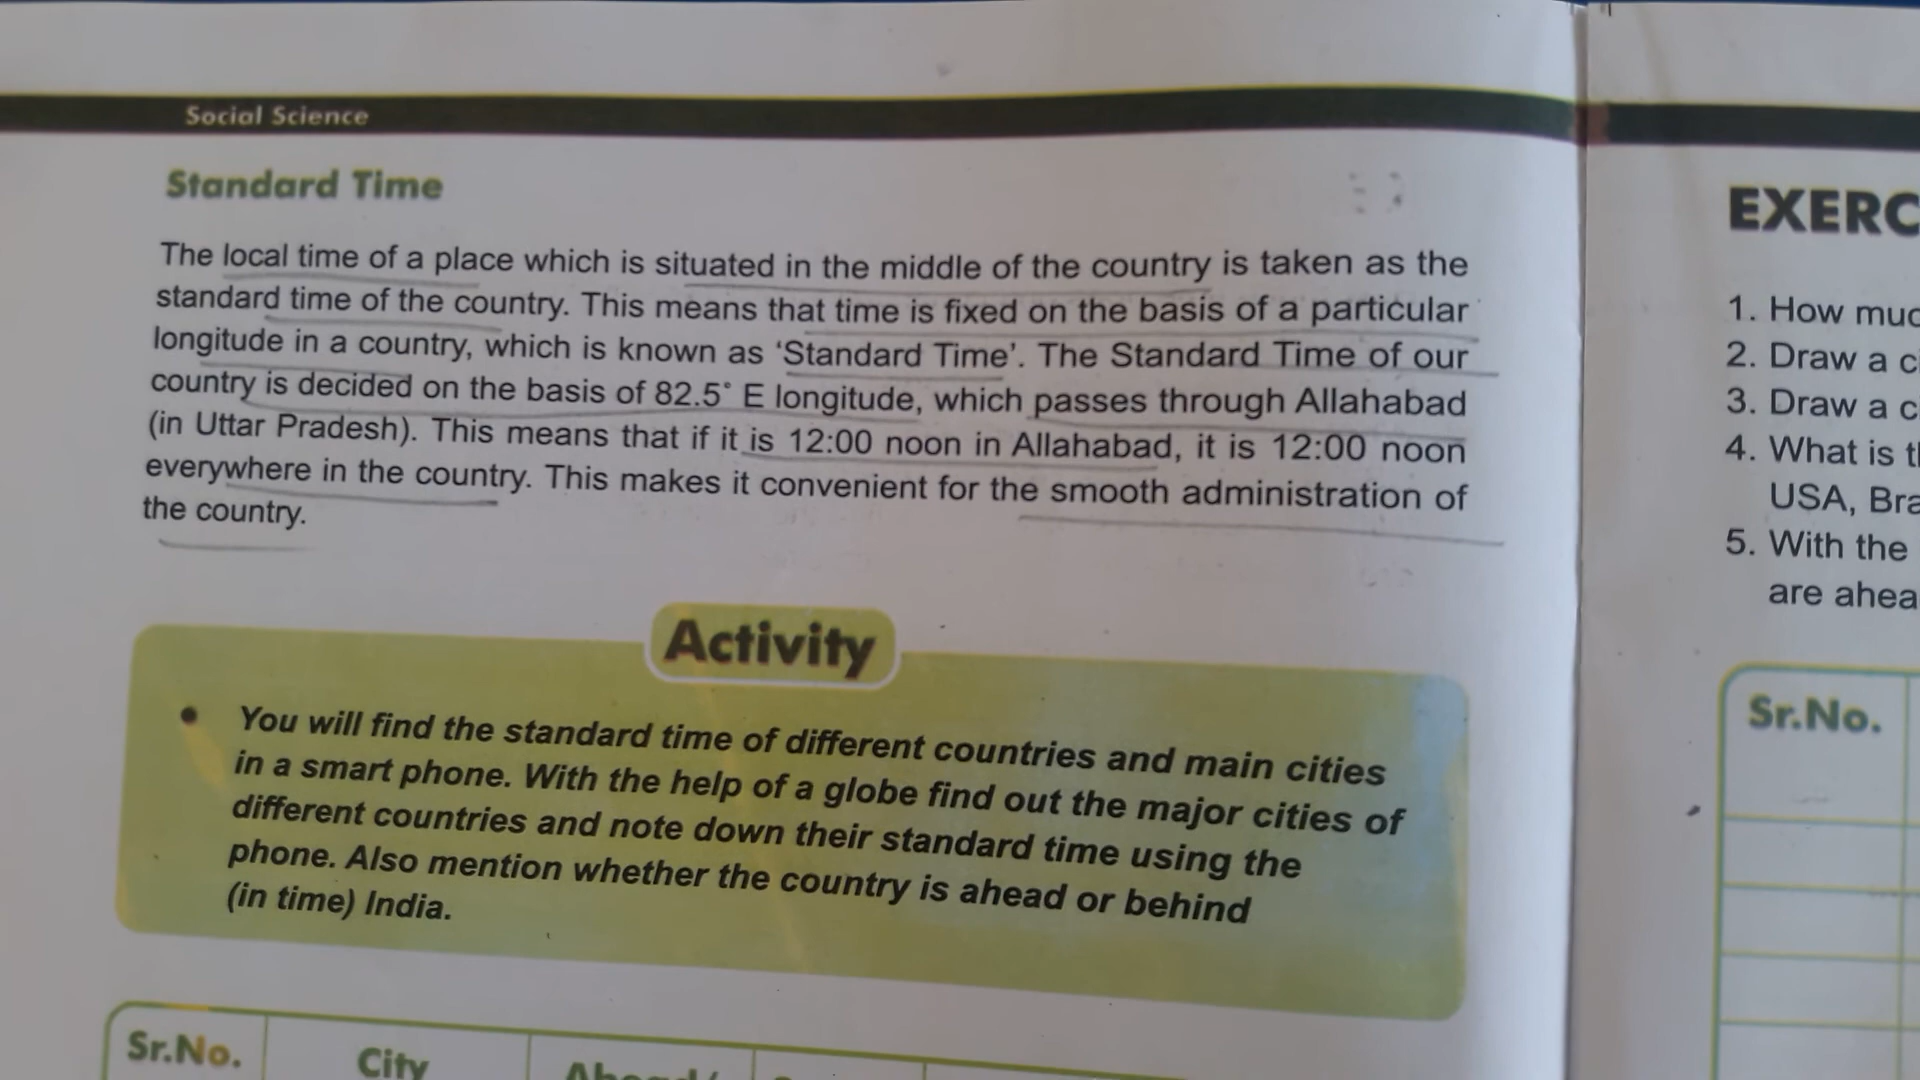 Social Science
Standard Time
The local time of a place which is situated in the middle of the country is taken as the
standard time of the country. This means that time is fixed on the basis of a particular
longitude in a country, which is known as ‘Standard Time’. The Standard Time of our
country is decided on the basis of 82.5° E longitude, which passes through Allahabad
(in Uttar Pradesh). This means that if it is 12:00 noon in Allahabad, it is 12:00 noon
everywhere in the country. This makes it convenient for the smooth administration of
the country.
Activity
• You will find the standard time of different countries and main cities
in a smart phone. With the help of a globe find out the major cities of
different countries and note down their standard time using the
phone. Also mention whether the country is ahead or behind
(in time) India.
Sr.No. City
EXERC
1. How muc
2. Draw a c
3. Draw a c
4. What is t
USA, Bra
5. With the
are ahea
Sr.No.